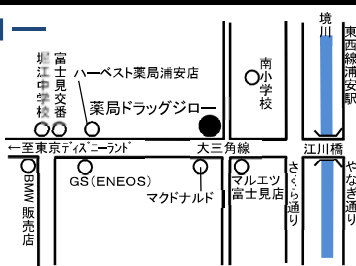 境川
東西線浦安駅
南小学校
富士見交番
堀江中学校
ハーベスト薬局浦安店
薬局ドラッグジロー
←至東京ディズニーランド
大三角線
江川橋
BMW 販売店
GS(ENEOS)
マクドナルド
マルエツ
富士見店
さくら通り
やなぎ通り